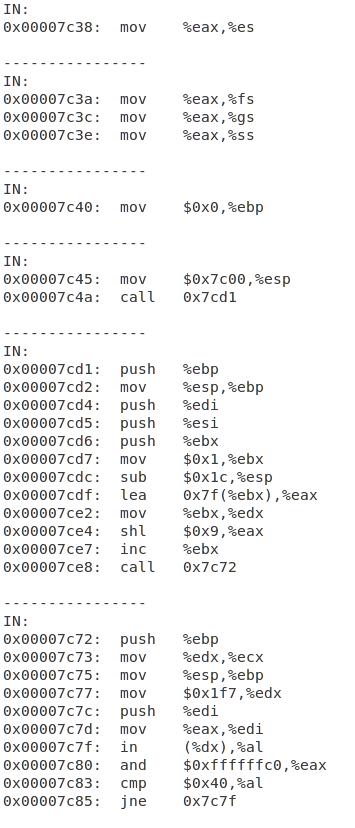 IN:
0x00007c38:  mov    %eax,%es
----------------
IN:
0x00007c3a:  mov    %eax,%fs
0x00007c3c:  mov    %eax,%gs
0x00007c3e:  mov    %eax,%ss
----------------
IN:
0x00007c40:  mov    $0x0,%ebp
----------------
IN:
0x00007c45:  mov    $0x7c00,%esp
0x00007c4a:  call   0x7cd1
----------------
IN:
0x00007cd1:  push   %ebp
0x00007cd2:  mov    %esp,%ebp
0x00007cd4:  push   %edi
0x00007cd5:  push   %esi
0x00007cd6:  push   %ebx
0x00007cd7:  mov    $0x1,%ebx
0x00007cdc:  sub    $0x1c,%esp
0x00007cdf:  lea    0x7f(%ebx),%eax
0x00007ce2:  mov    %ebx,%edx
0x00007ce4:  shl    $0x9,%eax
0x00007ce7:  inc    %ebx
0x00007ce8:  call   0x7c72
----------------
IN:
0x00007c72:  push   %ebp
0x00007c73:  mov    %edx,%ecx
0x00007c75:  mov    %esp,%ebp
0x00007c77:  mov    $0x1f7,%edx
0x00007c7c:  push   %edi
0x00007c7d:  mov    %eax,%edi
0x00007c7f:  in     (%dx),%al
0x00007c80:  and    $0xffffffc0,%eax
0x00007c83:  cmp    $0x40,%al
0x00007c85:  jne    0x7c7f